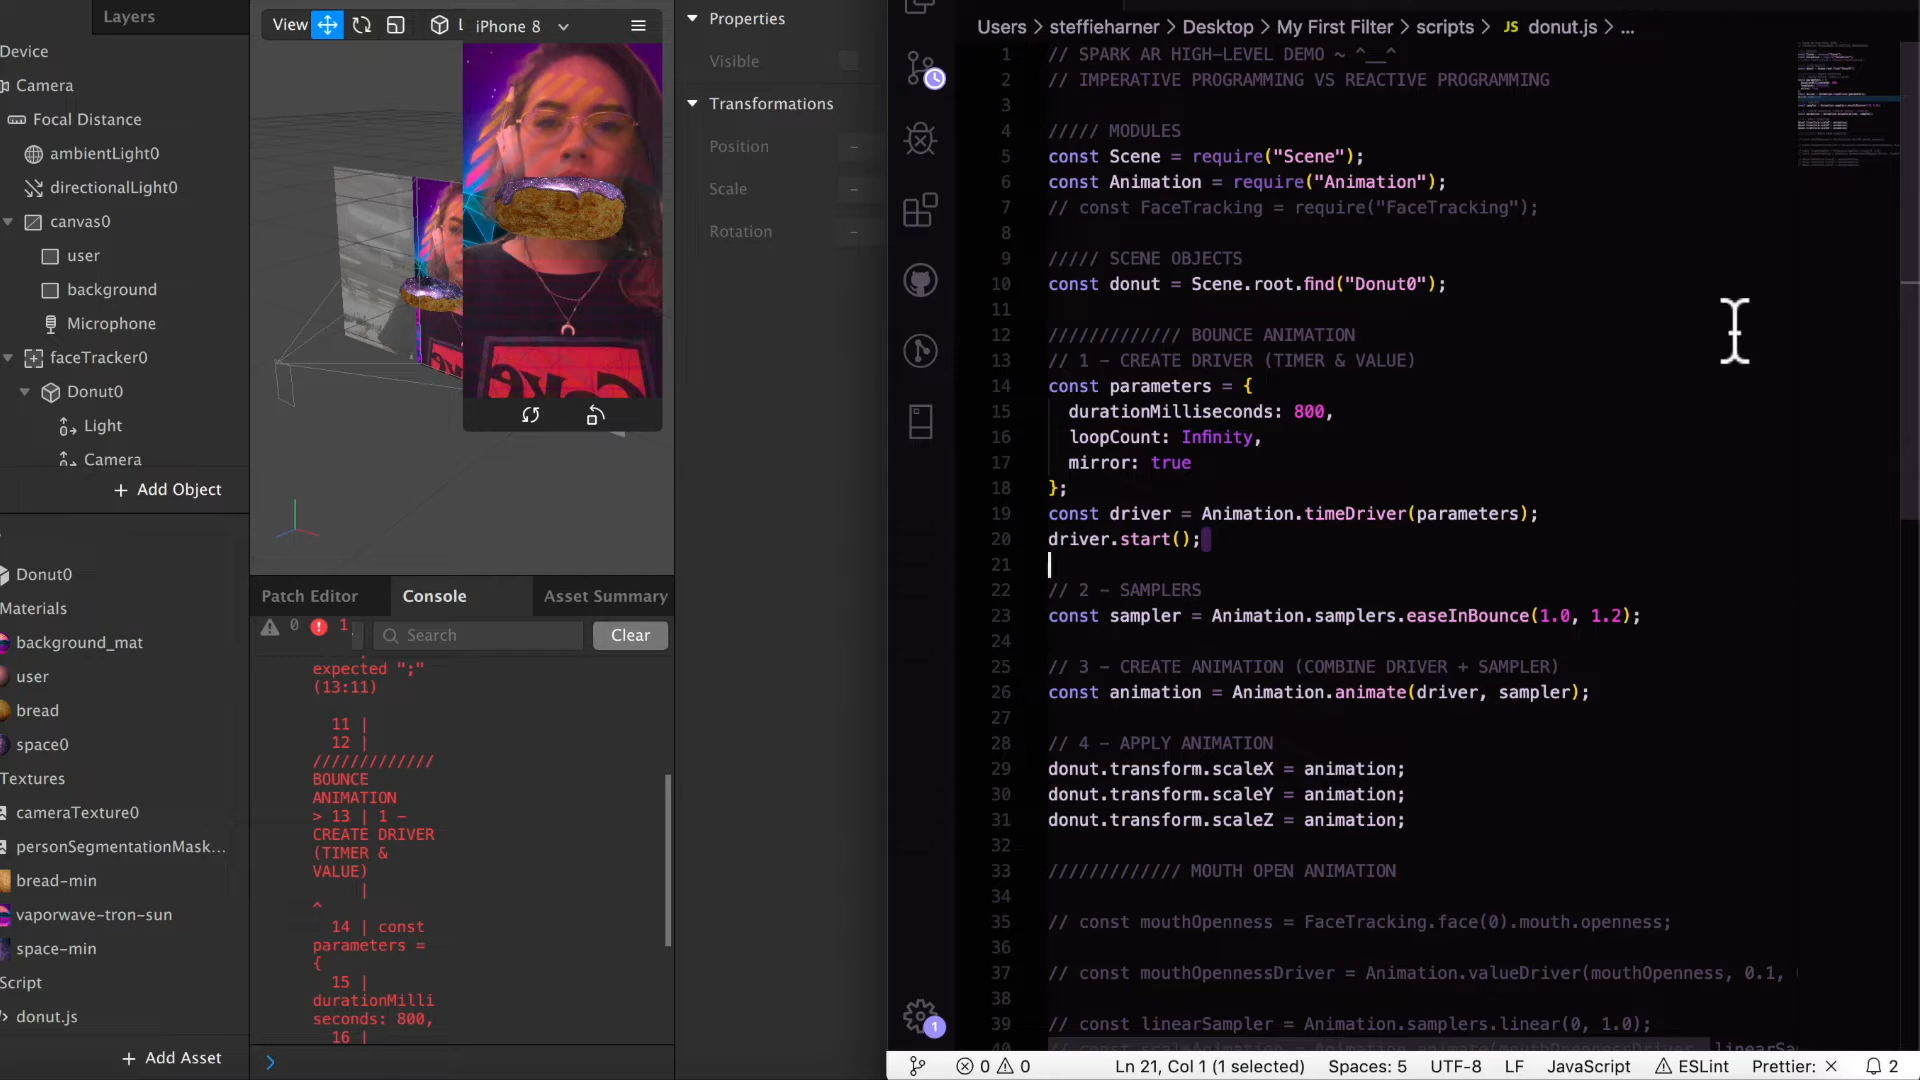 Layers
Device
Camera
Focal Distance
ambientLight0
directionalLight0
canvas0
user
background
Microphone
faceTracker0
Donut0
Light
Camera
+ Add Object
Donut0
Materials
background_mat
user
bread
space0
Textures
cameraTexture0
personSegmentationMask...
bread-min
vaporwave-tron-sun
space-min
Script
donut.js
+ Add Asset
View
iPhone 8
Patch Editor
Console
Asset Summary
0
1
Search
Clear
expected ";"
(13:11)
11 |
12 |
/////////////
BOUNCE
ANIMATION
> 13 | 1 -
CREATE DRIVER
(TIMER &
VALUE)
|
^
14 | const
parameters =
{
15 |
durationMilli
seconds: 800,
16 |
Properties
Visible
Transformations
Position -
Scale -
Rotation -
Users > steffieharner > Desktop > My First Filter > scripts > JS donut.js > ...
1 // SPARK AR HIGH-LEVEL DEMO ~ ^__^
2 // IMPERATIVE PROGRAMMING VS REACTIVE PROGRAMMING
3
4 ///// MODULES
5 const Scene = require("Scene");
6 const Animation = require("Animation");
7 // const FaceTracking = require("FaceTracking");
8
9 ///// SCENE OBJECTS
10 const donut = Scene.root.find("Donut0");
11
12 ///////////// BOUNCE ANIMATION
13 // 1 - CREATE DRIVER (TIMER & VALUE)
14 const parameters = {
15 durationMilliseconds: 800,
16 loopCount: Infinity,
17 mirror: true
18 };
19 const driver = Animation.timeDriver(parameters);
20 driver.start();
21
22 // 2 - SAMPLERS
23 const sampler = Animation.samplers.easeInBounce(1.0, 1.2);
24
25 // 3 - CREATE ANIMATION (COMBINE DRIVER + SAMPLER)
26 const animation = Animation.animate(driver, sampler);
27
28 // 4 - APPLY ANIMATION
29 donut.transform.scaleX = animation;
30 donut.transform.scaleY = animation;
31 donut.transform.scaleZ = animation;
32
33 ///////////// MOUTH OPEN ANIMATION
34
35 // const mouthOpenness = FaceTracking.face(0).mouth.openness;
36
37 // const mouthOpennessDriver = Animation.valueDriver(mouthOpenness, 0.1,
38
39 // const linearSampler = Animation.samplers.linear(0, 1.0);
40 // const scaleAnimation = Animation.animate(mouthOpennessDriver, linearSa
1
0 0
Ln 21, Col 1 (1 selected)
Spaces: 5
UTF-8
LF
JavaScript
ESLint
Prettier: ×
2